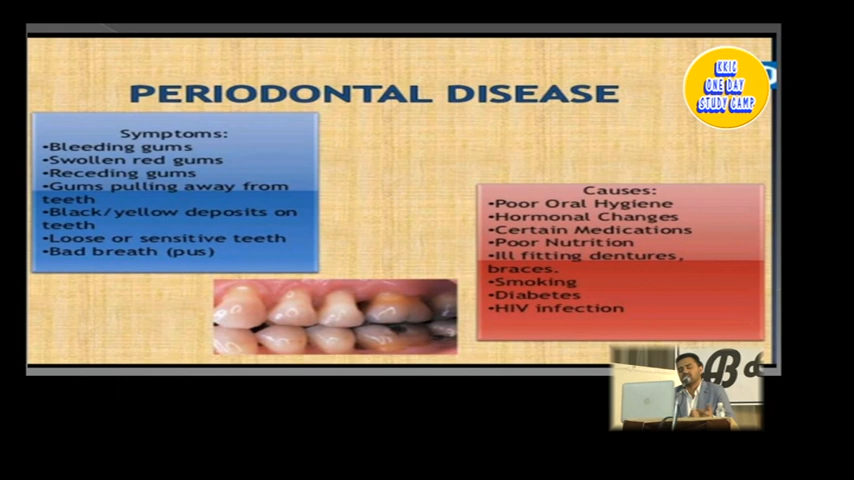 PERIODONTAL DISEASE
KKIC
ONE DAY
STUDY CAMP
Symptoms:
•Bleeding gums
•Swollen red gums
•Receding gums
•Gums pulling away from
teeth
•Black/yellow deposits on
teeth
•Loose or sensitive teeth
•Bad breath (pus)
Causes:
•Poor Oral Hygiene
•Hormonal Changes
•Certain Medications
•Poor Nutrition
•Ill fitting dentures,
braces.
•Smoking
•Diabetes
•HIV infection